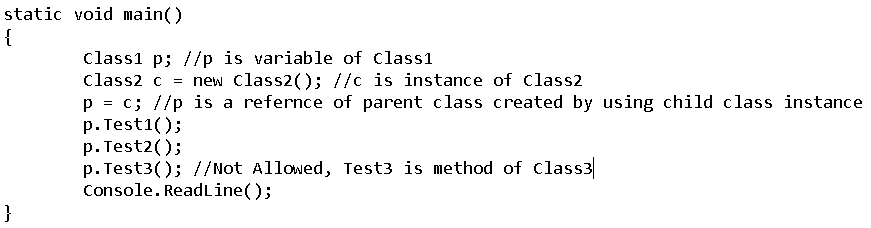 static void main()
{
Class1 p; //p is variable of Class1
Class2 c = new Class2(); //c is instance of Class2
p = c; //p is a refernce of parent class created by using child class instance
p.Test1();
p.Test2();
p.Test3(); //Not Allowed, Test3 is method of Class3
Console.ReadLine();
}